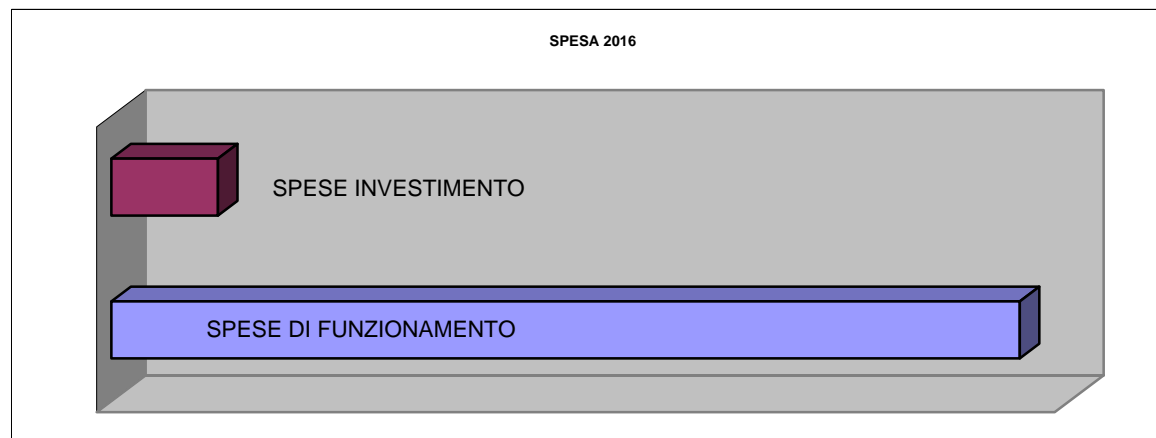 SPESA 2016
SPESE INVESTIMENTO
SPESE DI FUNZIONAMENTO